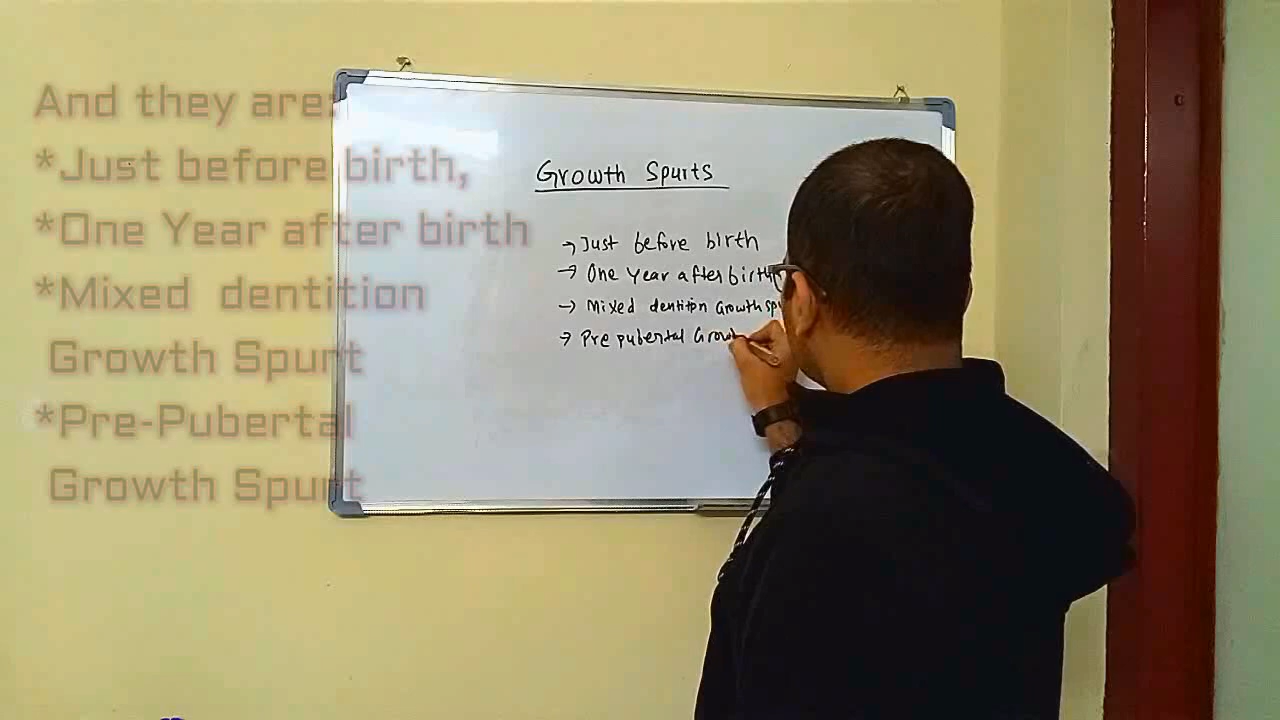 And they are:
*Just before birth,
*One Year after birth
*Mixed dentition
Growth Spurt
*Pre-Pubertal
Growth Spurt
Growth Spurts
→ Just before birth
→ One Year after birth
→ Mixed dentition Growth
→ Pre pubertal